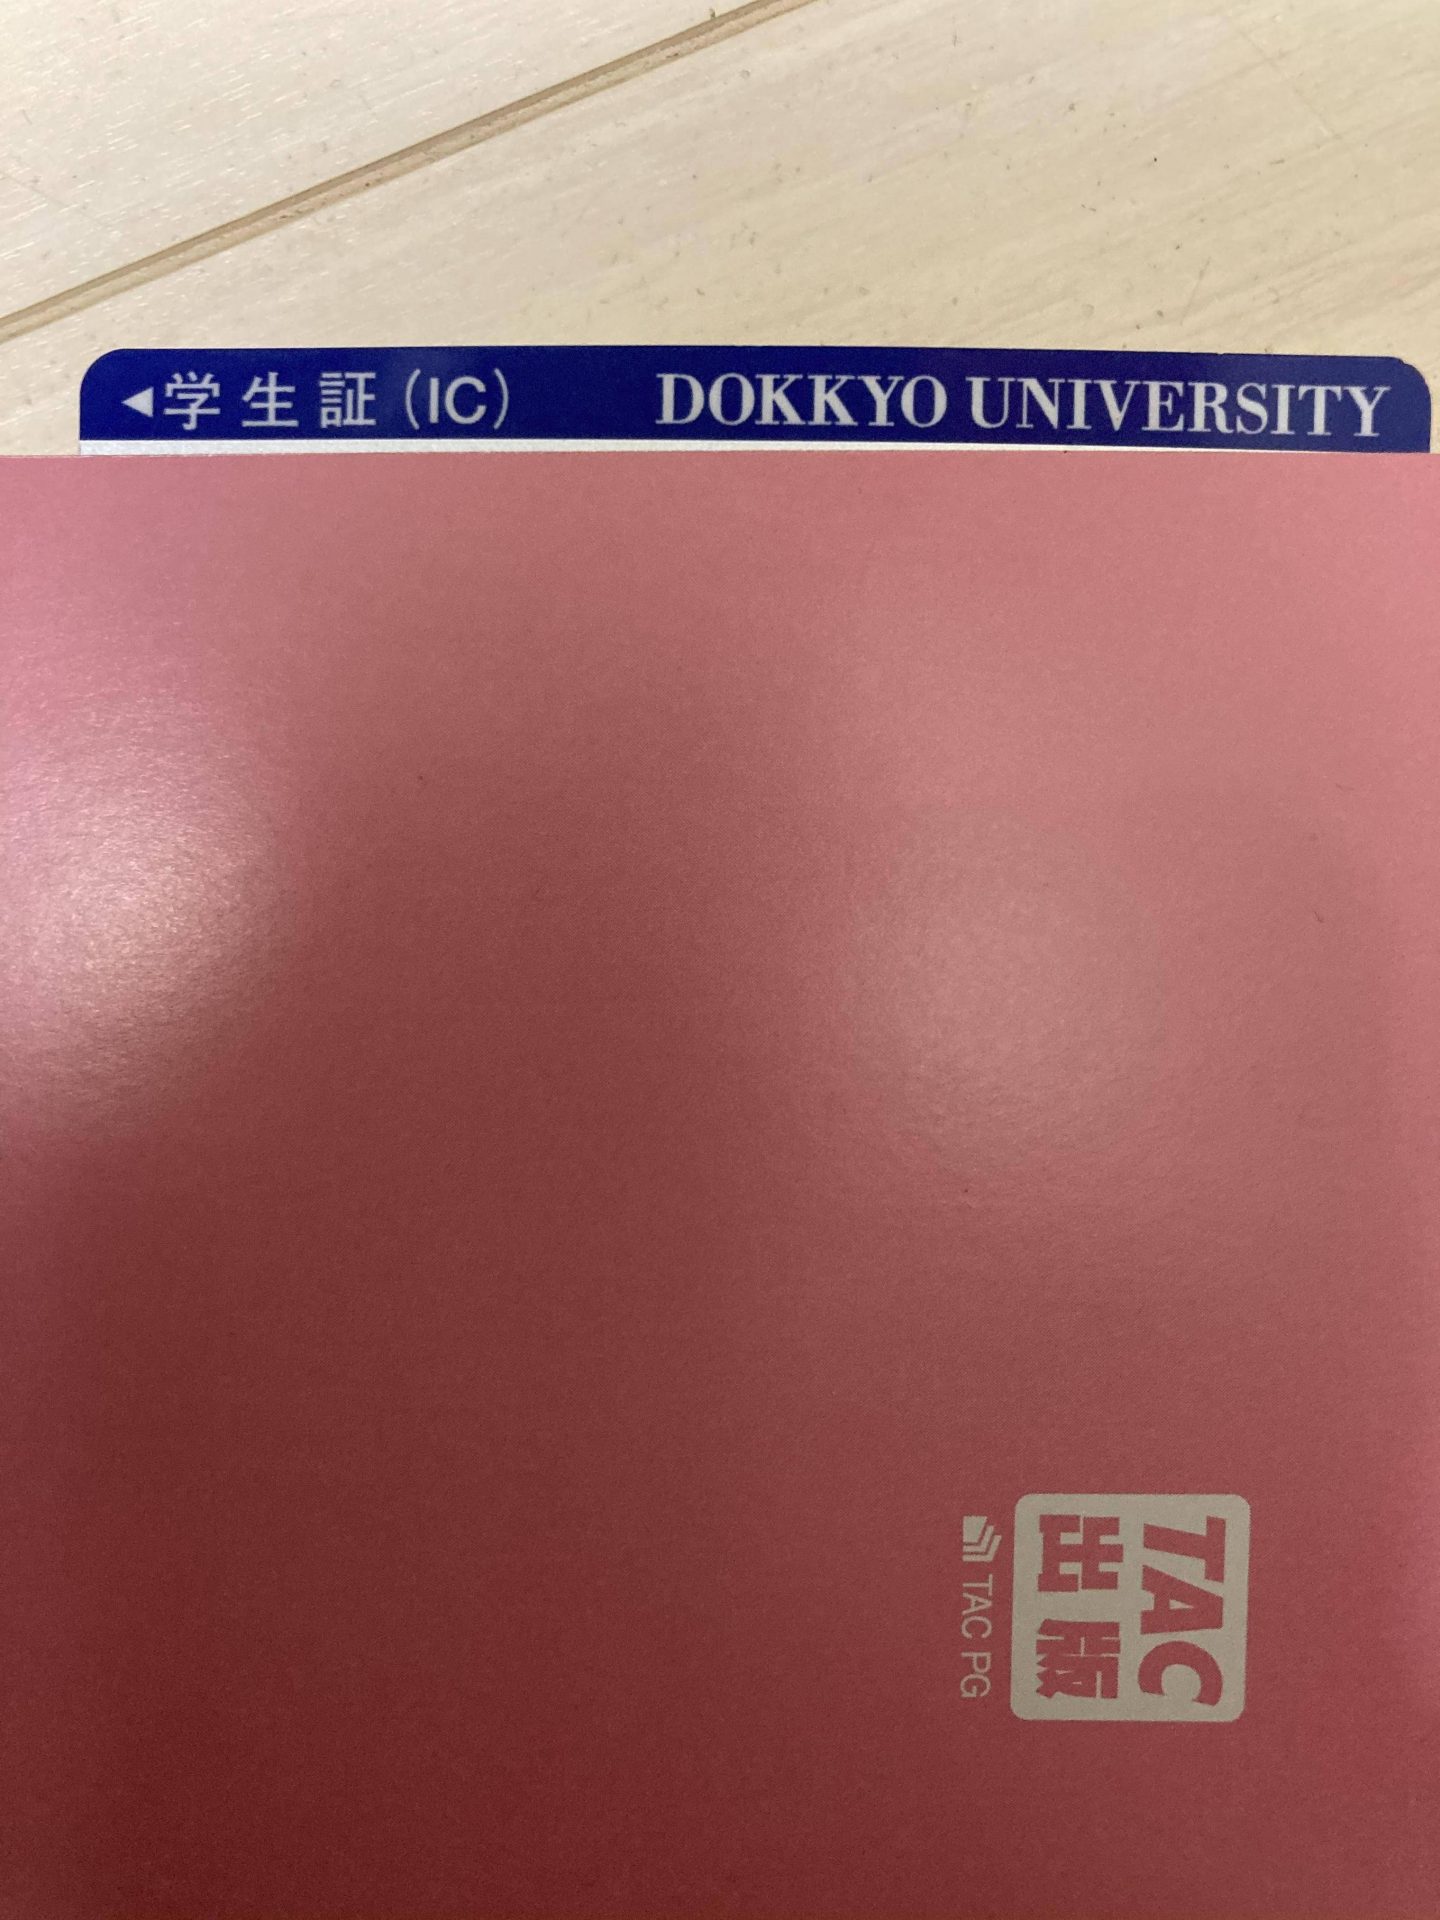 ◀学生証(IC) DOKKYO UNIVERSITY
TAC
出版
TAC PG